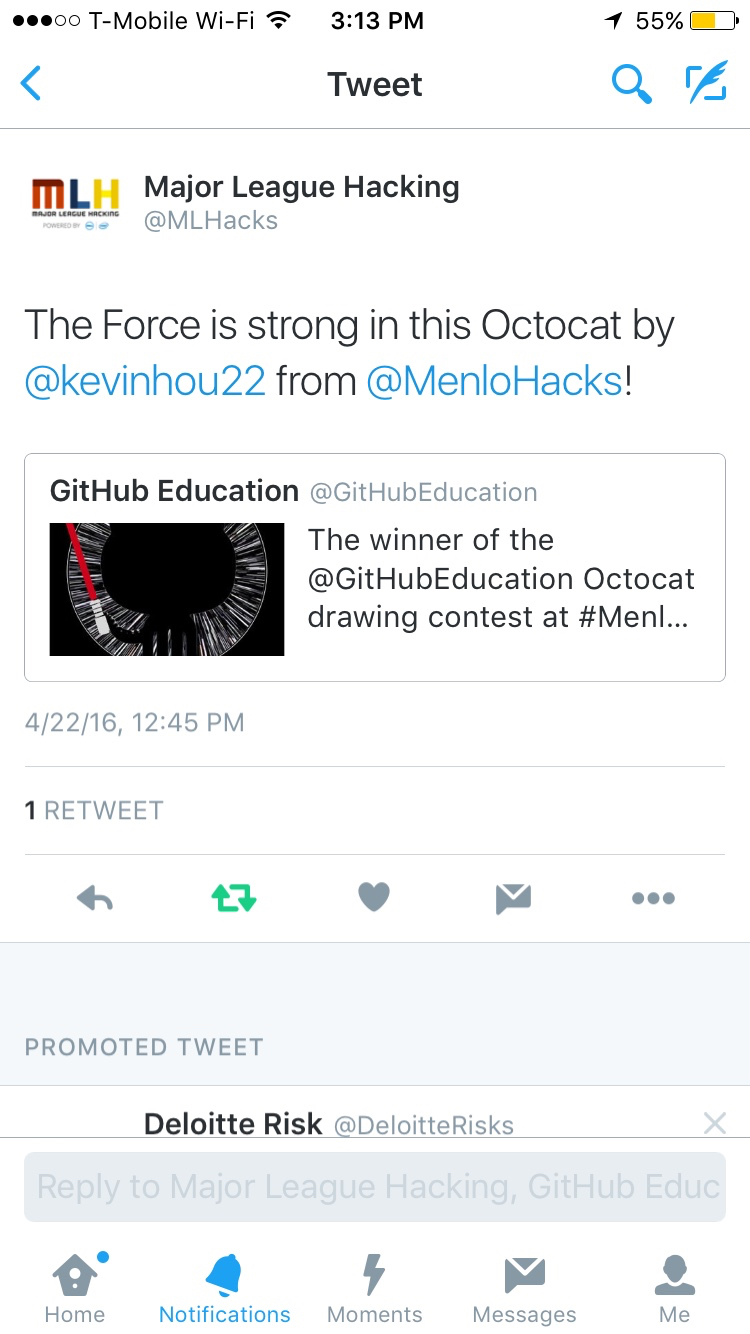 T-Mobile Wi-Fi 3:13 PM 55%
Tweet
MLH
MAJOR LEAGUE HACKING
POWERED BY
Major League Hacking
@MLHacks
The Force is strong in this Octocat by
@kevinhou22 from @MenloHacks!
GitHub Education @GitHubEducation
The winner of the
@GitHubEducation Octocat
drawing contest at #Menl...
4/22/16, 12:45 PM
1 RETWEET
PROMOTED TWEET
Deloitte Risk @DeloitteRisks
Reply to Major League Hacking, GitHub Educ
Home Notifications Moments Messages Me